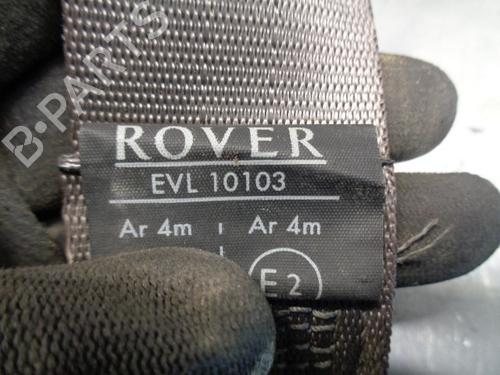 B-PARTS
ROVER
EVL 10103
Ar 4m Ar 4m
E2